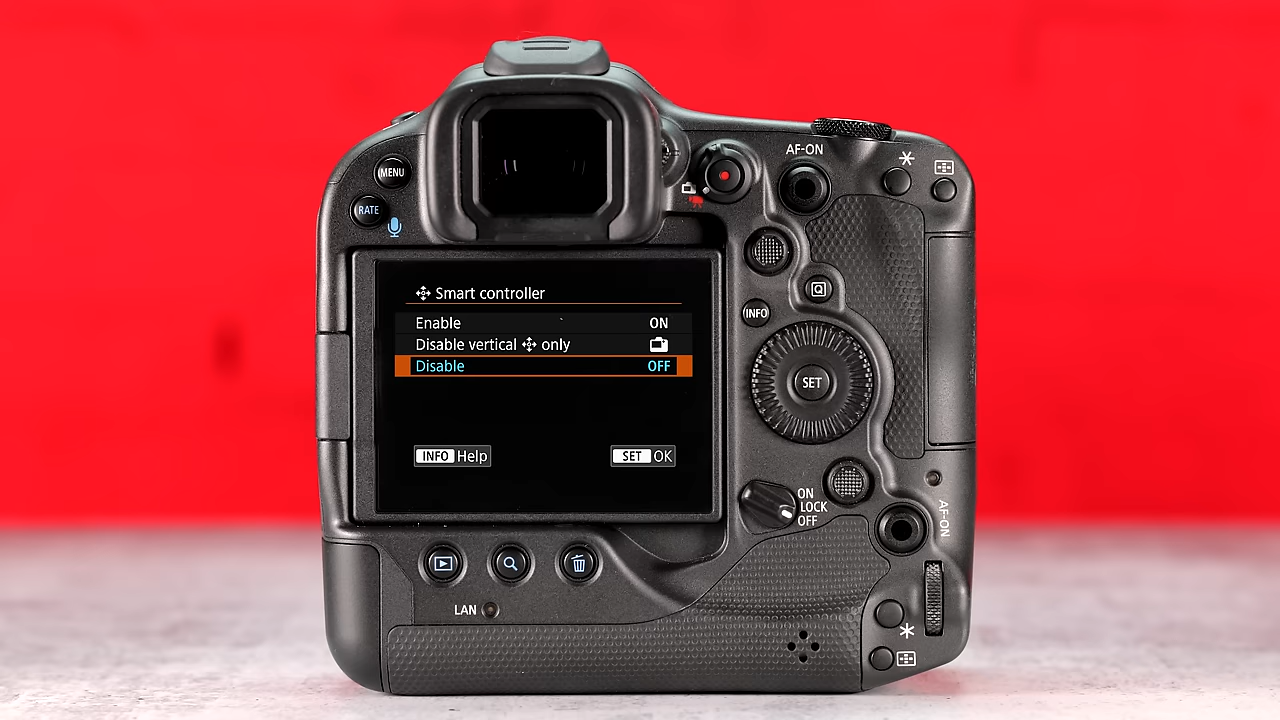 AF-ON
MENU
RATE
Smart controller
Enable ON
Disable vertical only
Disable OFF
INFO Help SET OK
Q
INFO
SET
ON
LOCK
OFF
AF-ON
LAN